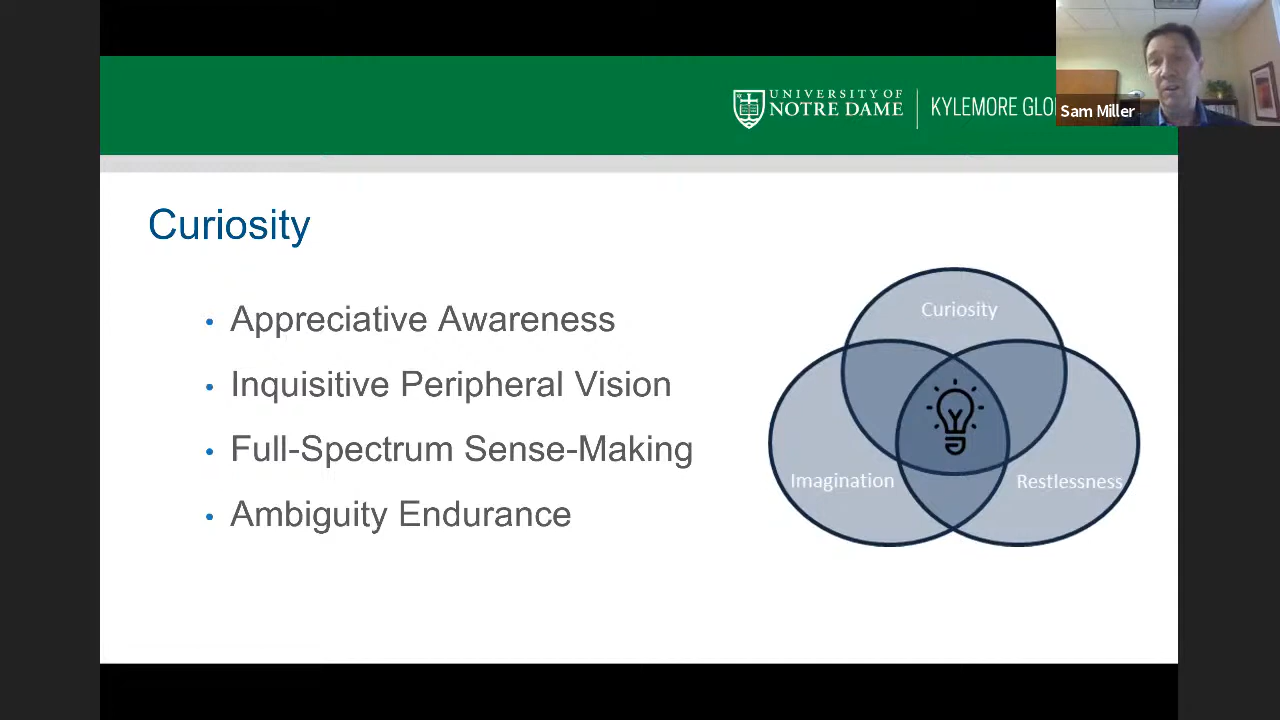 UNIVERSITY OF
NOTRE DAME
KYLEMORE
Sam Miller
Curiosity
• Appreciative Awareness
• Inquisitive Peripheral Vision
• Full-Spectrum Sense-Making
• Ambiguity Endurance
Curiosity
Imagination
Restlessness